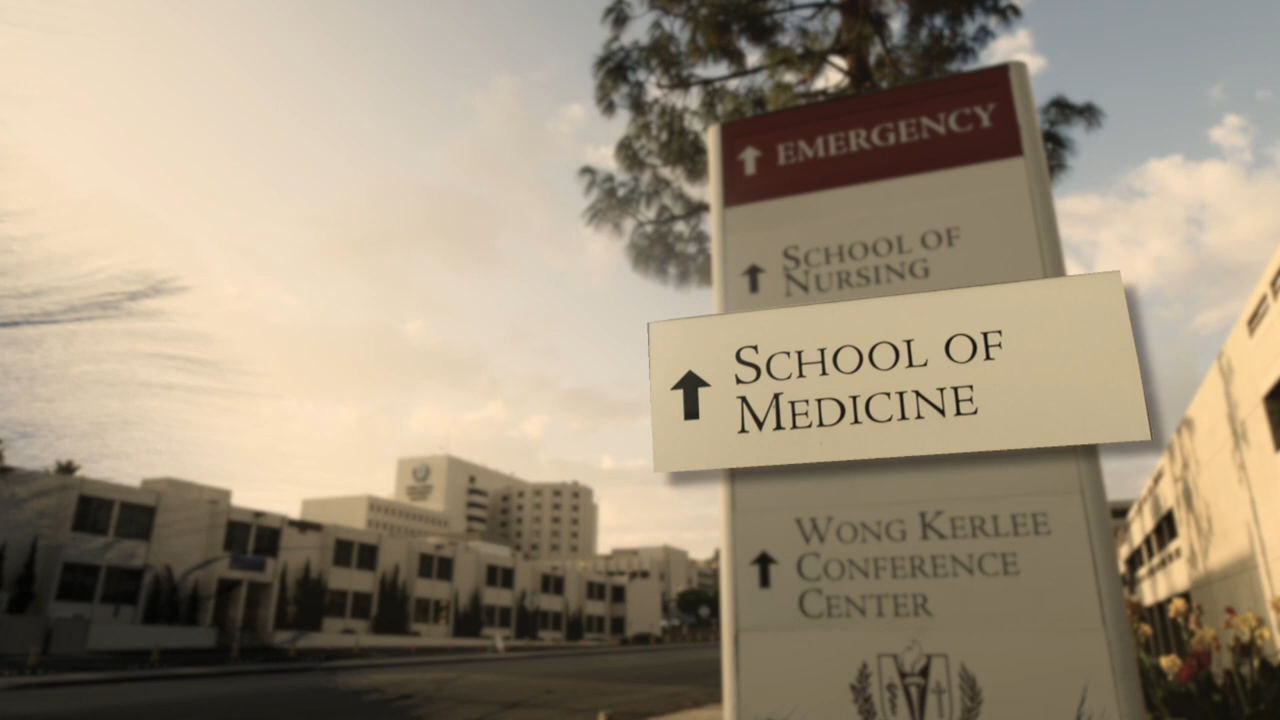 EMERGENCY
SCHOOL OF
NURSING
SCHOOL OF
MEDICINE
WONG KERLEE
CONFERENCE
CENTER